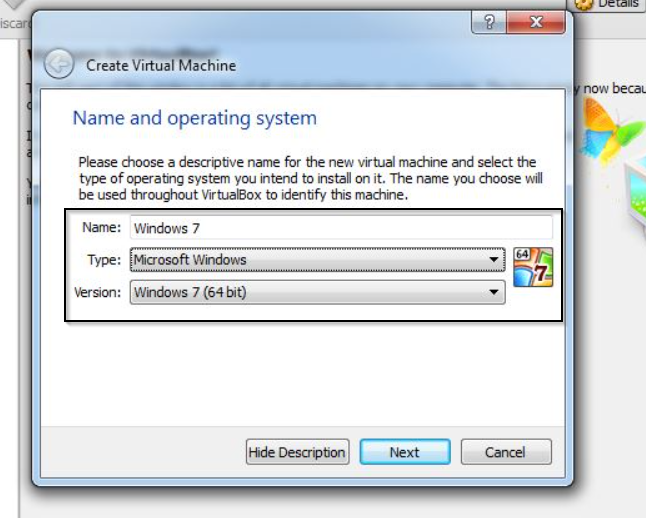 Details
iscar
Create Virtual Machine
y now becau
Name and operating system
Please choose a descriptive name for the new virtual machine and select the
type of operating system you intend to install on it. The name you choose will
be used throughout VirtualBox to identify this machine.
Name: Windows 7
Type: Microsoft Windows
64
7
Version: Windows 7 (64 bit)
Hide Description Next Cancel